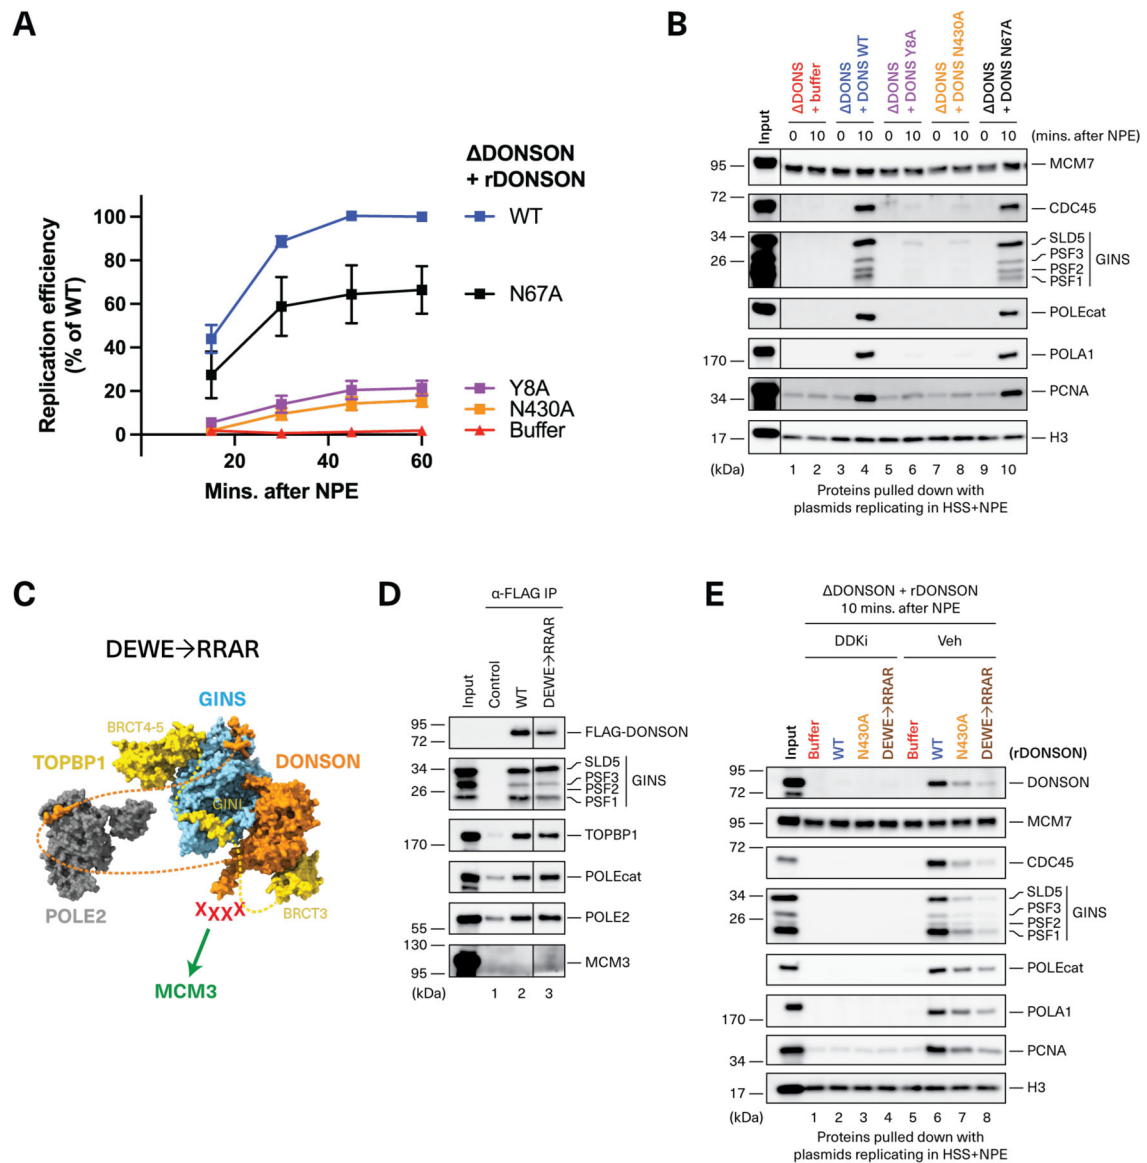 A
ΔDONSON
+ rDONSON
100
80
60
40
20
0
20
40
60
Replication efficiency
(% of WT)
Mins. after NPE
WT
N67A
Y8A
N430A
Buffer
B
Input
ΔDONS
+ buffer
ΔDONS
+ DONS WT
ΔDONS
+ DONS Y8A
ΔDONS
+ DONS N430A
ΔDONS
+ DONS N67A
0 10 0 10 0 10 0 10 0 10 (mins. after NPE)
95 MCM7
72
CDC45
34 SLD5
26 PSF3
PSF2
PSF1
GINS
POLEcat
170 POLA1
34 PCNA
17 H3
(kDa) 1 2 3 4 5 6 7 8 9 10
Proteins pulled down with
plasmids replicating in HSS+NPE
C
DEWE→RRAR
GINS
BRCT4-5
TOPBP1
DONSON
GINI
POLE2
XXXX
BRCT3
MCM3
D
α-FLAG IP
Input
Control
WT
DEWE→RRAR
95
72
FLAG-DONSON
34 SLD5
26 PSF3
PSF2
PSF1
GINS
170 TOPBP1
POLEcat
55 POLE2
130
95
MCM3
(kDa) 1 2 3
E
ΔDONSON + rDONSON
10 mins. after NPE
DDKi Veh
Input
Buffer
WT
N430A
DEWE→RRAR
Buffer
WT
N430A
DEWE→RRAR
(rDONSON)
95
72
DONSON
95 MCM7
72
CDC45
34 SLD5
26 PSF3
PSF2
PSF1
GINS
POLEcat
170 POLA1
34 PCNA
17 H3
(kDa) 1 2 3 4 5 6 7 8
Proteins pulled down with
plasmids replicating in HSS+NPE